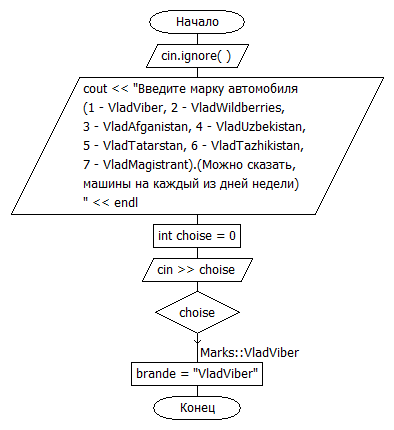 Начало
cin.ignore( )
cout << "Введите марку автомобиля
(1 - VladViber, 2 - VladWildberries,
3 - VladAfganistan, 4 - VladUzbekistan,
5 - VladTatarstan, 6 - VladTazhikistan,
7 - VladMagistrant).(Можно сказать,
машины на каждый из дней недели)
" << endl
int choise = 0
cin >> choise
choise
Marks::VladViber
brande = "VladViber"
Конец